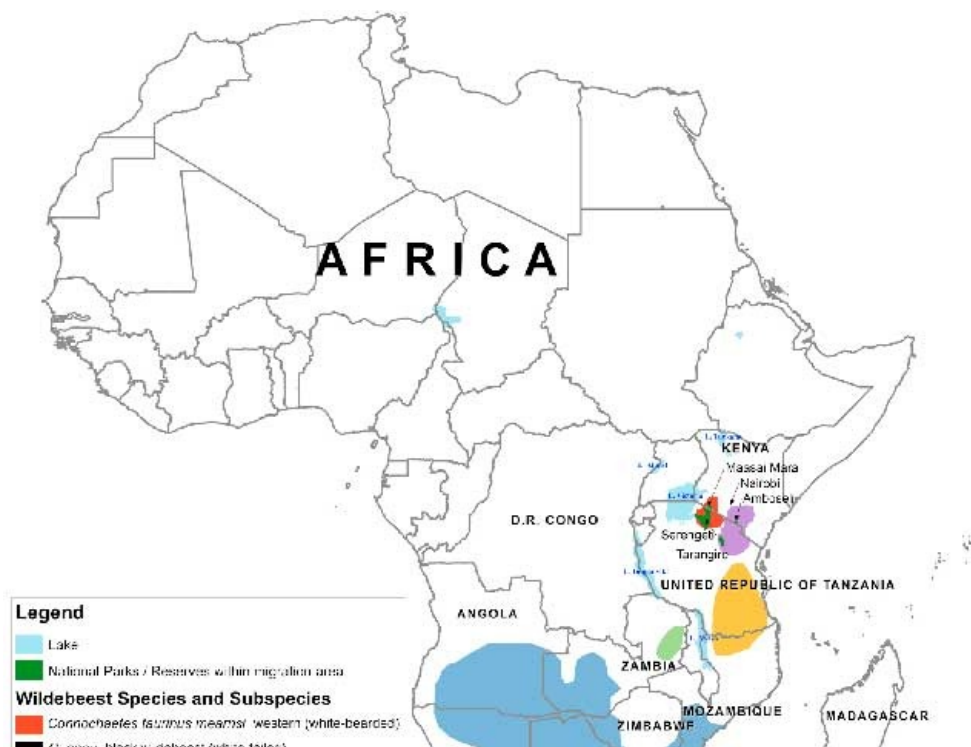 AFRICA
KENYA
Maasai Mara
Nairobi
Amboseli
D.R. CONGO
Serengeti
Tarangire
UNITED REPUBLIC OF TANZANIA
ANGOLA
ZAMBIA
MOZAMBIQUE
ZIMBABWE
MADAGASCAR
Legend
Lake
National Parks / Reserves within migration area
Wildebeest Species and Subspecies
Connochaetes taurinus mearnsi western (white-bearded)